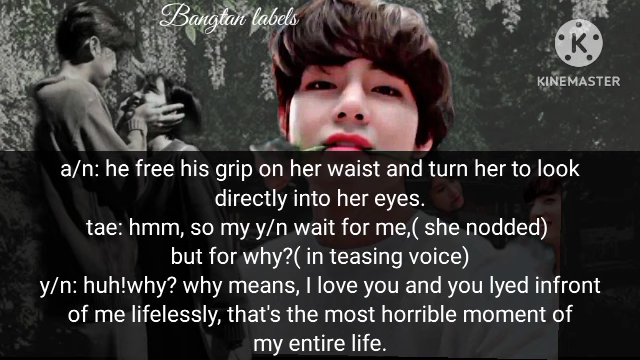 Bangtan labels
K
KINEMASTER
a/n: he free his grip on her waist and turn her to look
directly into her eyes.
tae: hmm, so my y/n wait for me,( she nodded)
but for why?( in teasing voice)
y/n: huh!why? why means, I love you and you lyed infront
of me lifelessly, that's the most horrible moment of
my entire life.